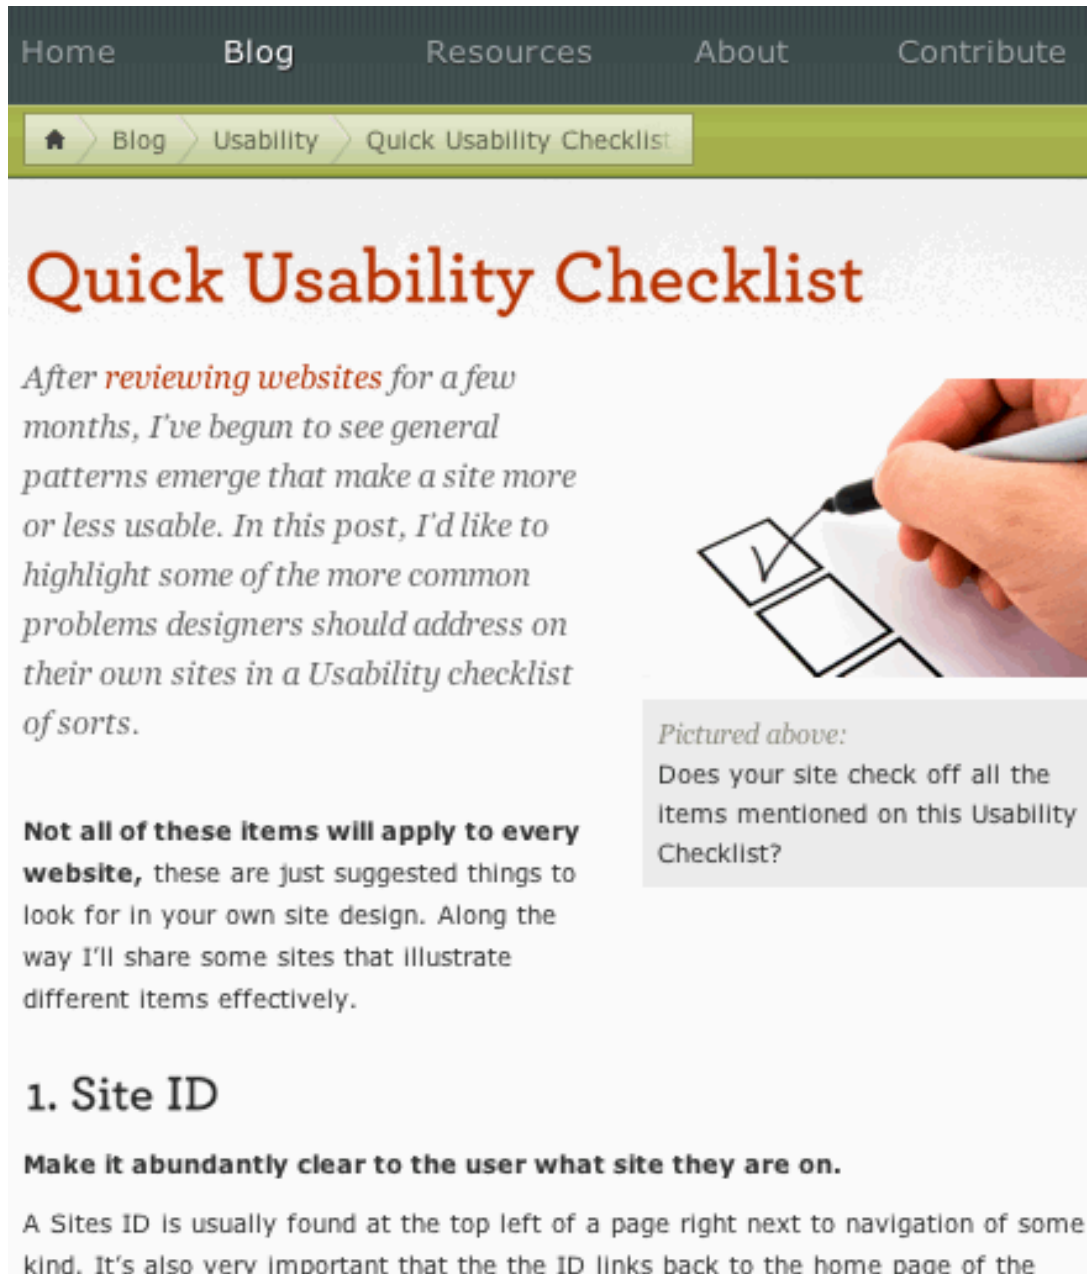 Home Blog Resources About Contribute
Blog Usability Quick Usability Checklist
Quick Usability Checklist
After reviewing websites for a few
months, I've begun to see general
patterns emerge that make a site more
or less usable. In this post, I'd like to
highlight some of the more common
problems designers should address on
their own sites in a Usability checklist
of sorts.
Pictured above:
Does your site check off all the
items mentioned on this Usability
Checklist?
Not all of these items will apply to every
website, these are just suggested things to
look for in your own site design. Along the
way I'll share some sites that illustrate
different items effectively.
1. Site ID
Make it abundantly clear to the user what site they are on.
A Sites ID is usually found at the top left of a page right next to navigation of some
kind. It's also very important that the the ID links back to the home page of the